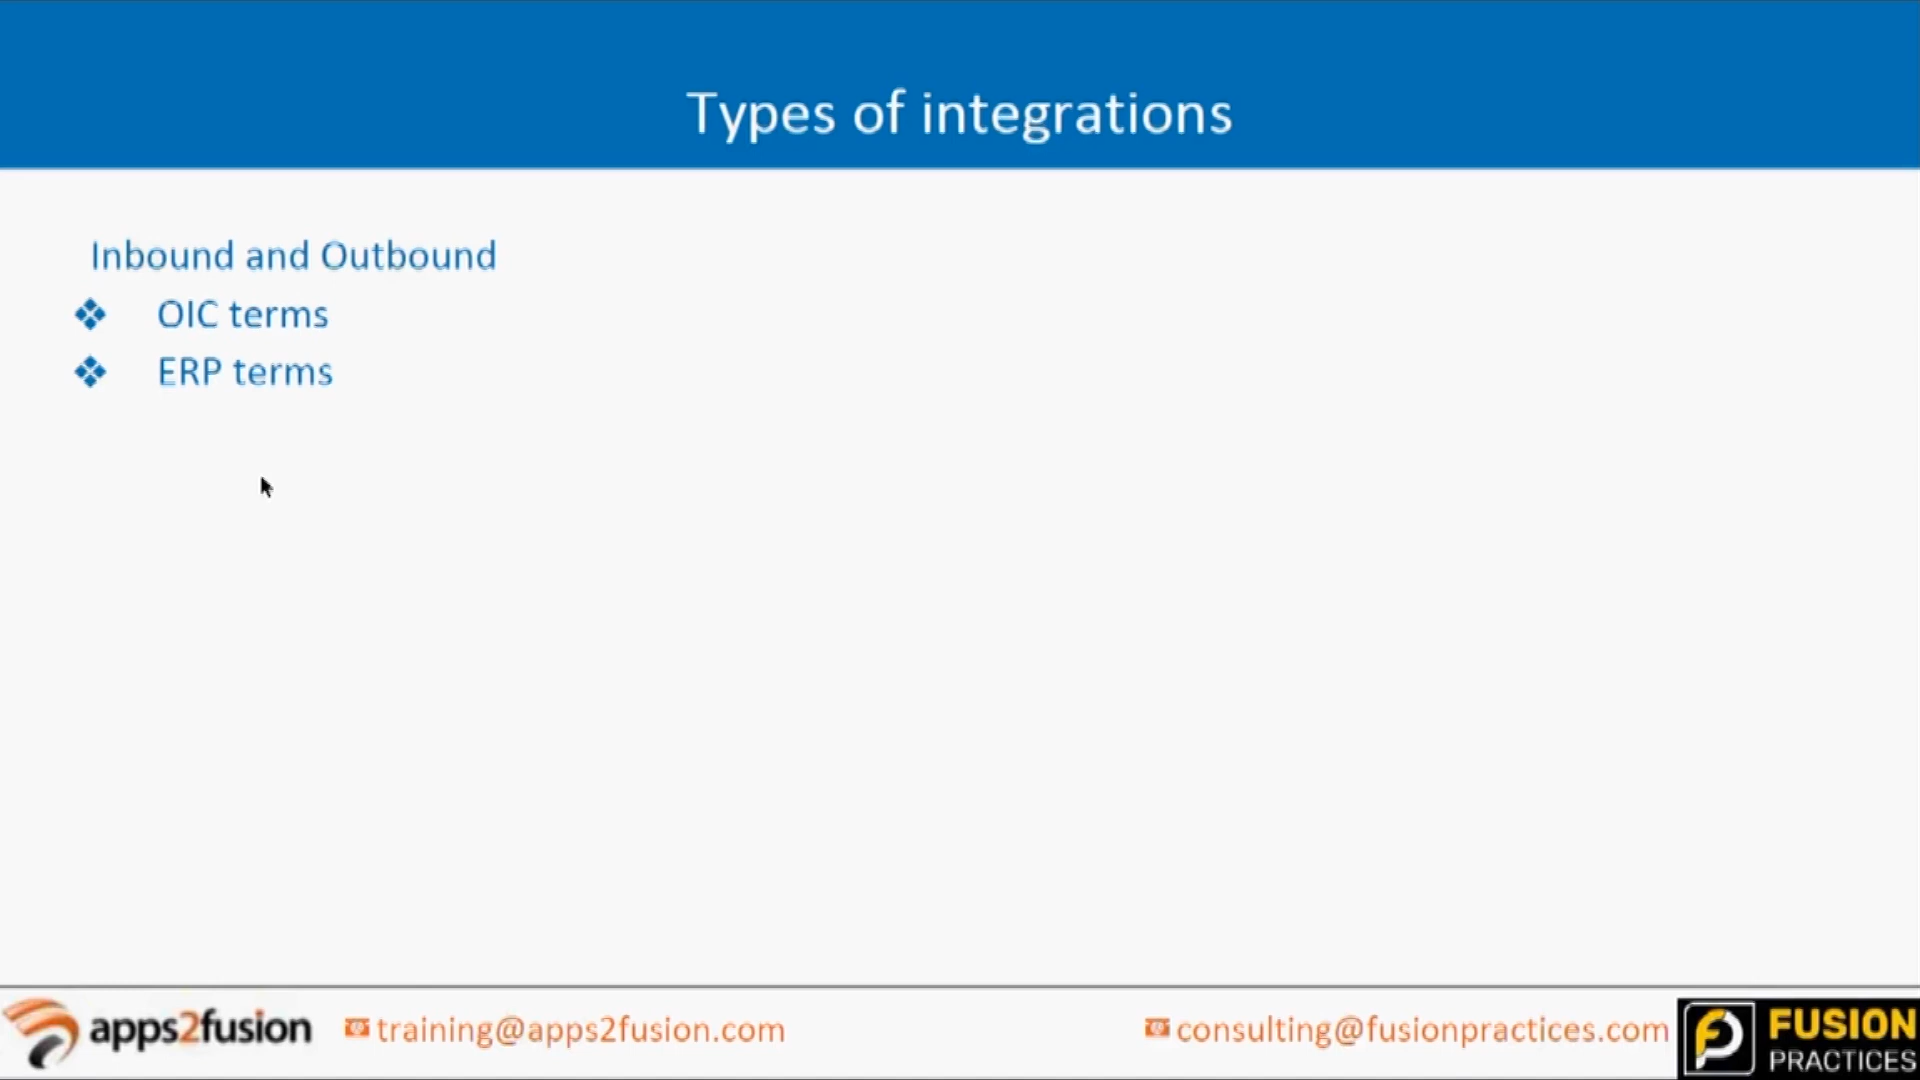 Types of integrations
Inbound and Outbound
OIC terms
ERP terms
apps2fusion
training@apps2fusion.com
consulting@fusionpractices.com
FUSION
PRACTICES